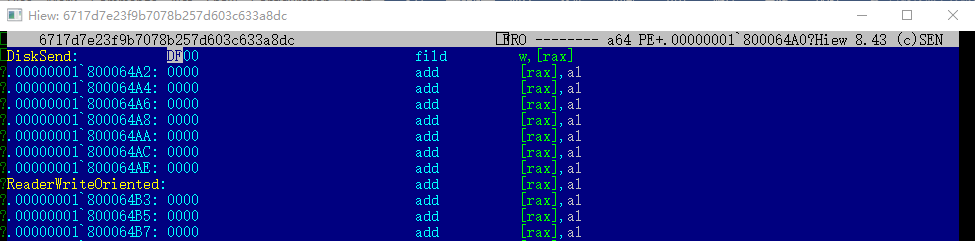 Hiew: 6717d7e23f9b7078b257d603c633a8dc
6717d7e23f9b7078b257d603c633a8dc FRO -------- a64 PE+.00000001`800064A0?Hiew 8.43 (c)SEN
DiskSend: DF00 fild w,[rax]
?.00000001`800064A2: 0000 add [rax],al
?.00000001`800064A4: 0000 add [rax],al
?.00000001`800064A6: 0000 add [rax],al
?.00000001`800064A8: 0000 add [rax],al
?.00000001`800064AA: 0000 add [rax],al
?.00000001`800064AC: 0000 add [rax],al
?.00000001`800064AE: 0000 add [rax],al
?ReaderWriteOriented: add [rax],al
?.00000001`800064B3: 0000 add [rax],al
?.00000001`800064B5: 0000 add [rax],al
?.00000001`800064B7: 0000 add [rax],al